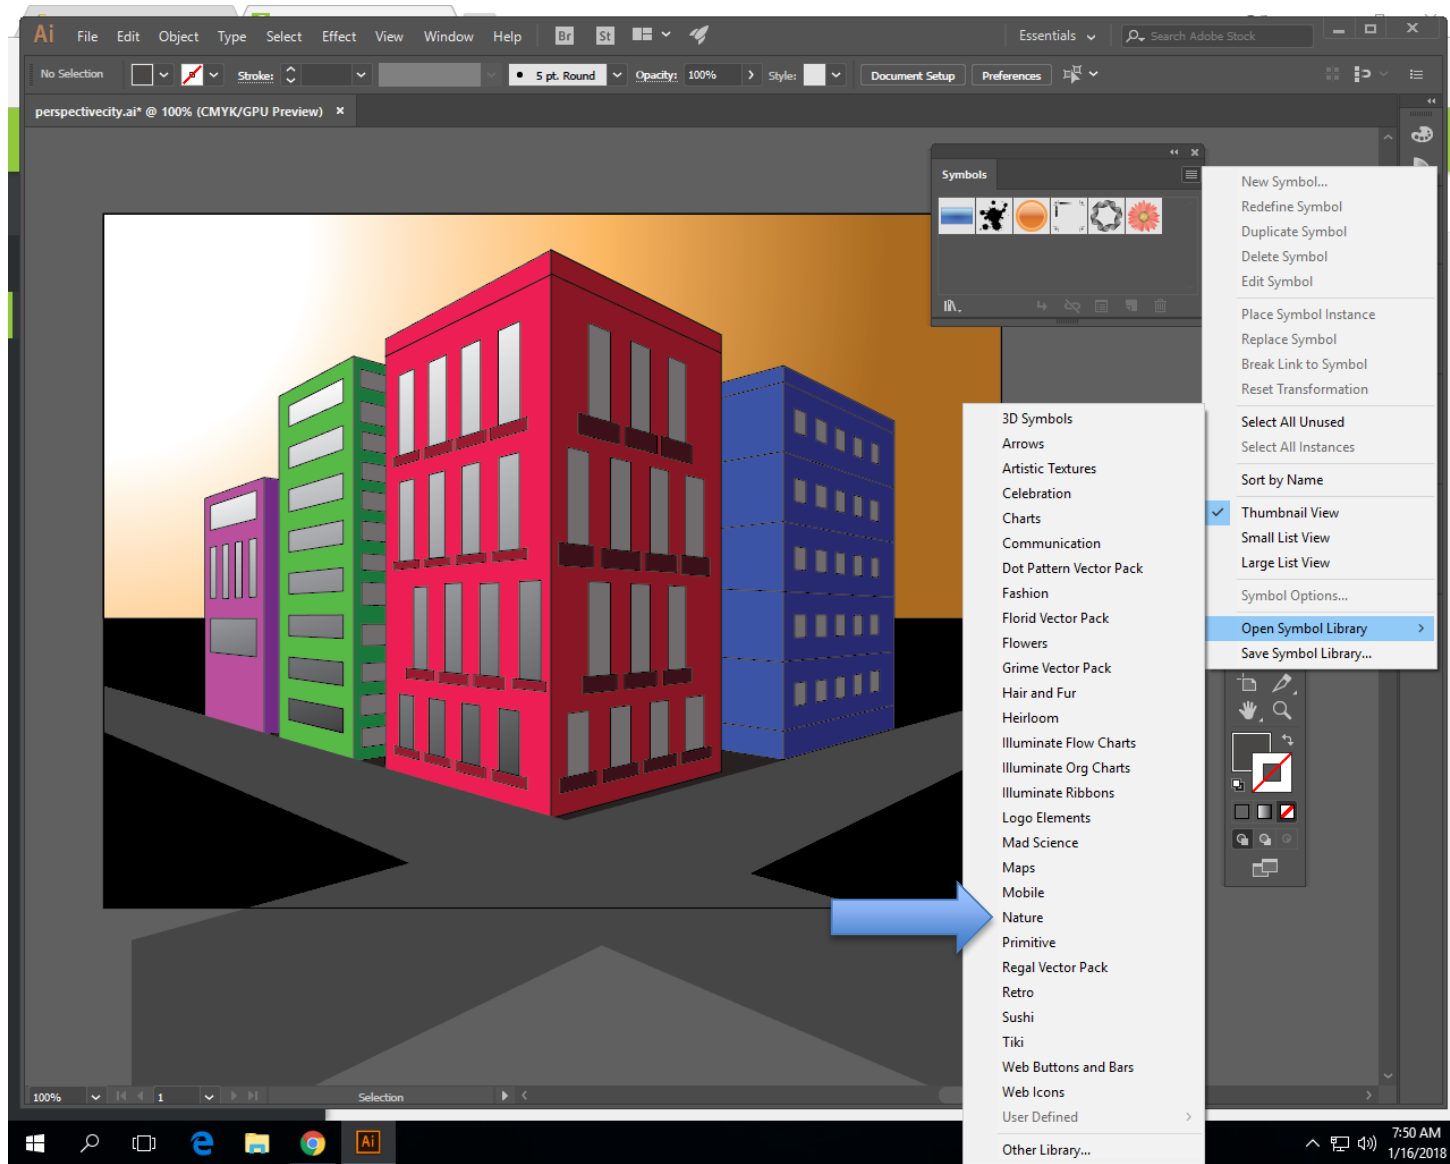 Ai File Edit Object Type Select Effect View Window Help Br St Essentials Search Adobe Stock
No Selection Stroke: 5 pt. Round Opacity: 100% Style: Document Setup Preferences
perspectivecity.ai* @ 100% (CMYK/GPU Preview)
Symbols
New Symbol...
Redefine Symbol
Duplicate Symbol
Delete Symbol
Edit Symbol
Place Symbol Instance
Replace Symbol
Break Link to Symbol
Reset Transformation
Select All Unused
Select All Instances
Sort by Name
Thumbnail View
Small List View
Large List View
Symbol Options...
Open Symbol Library
Save Symbol Library...
3D Symbols
Arrows
Artistic Textures
Celebration
Charts
Communication
Dot Pattern Vector Pack
Fashion
Florid Vector Pack
Flowers
Grime Vector Pack
Hair and Fur
Heirloom
Illuminate Flow Charts
Illuminate Org Charts
Illuminate Ribbons
Logo Elements
Mad Science
Maps
Mobile
Nature
Primitive
Regal Vector Pack
Retro
Sushi
Tiki
Web Buttons and Bars
Web Icons
User Defined
Other Library...
100% 1 Selection
Ai
7:50 AM
1/16/2018